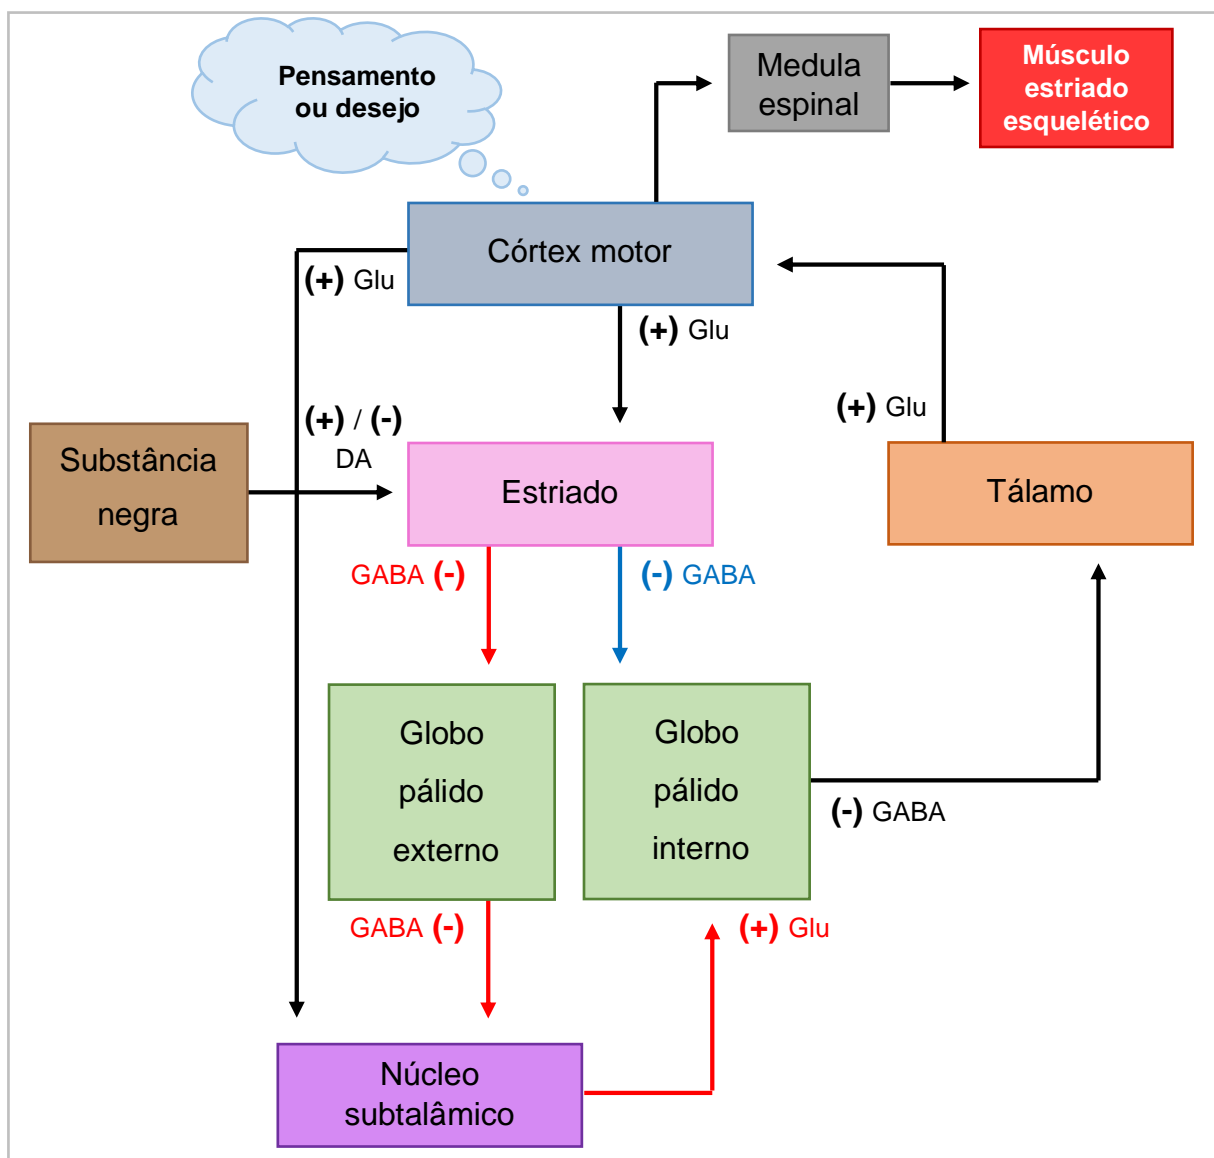 Pensamento
ou desejo
Medula
espinal
Músculo
estriado
esquelético
Córtex motor
(+) Glu
(+) Glu
(+) / (-)
DA
(+) Glu
Substância
negra
Estriado
Tálamo
GABA (-)
(-) GABA
Globo
pálido
externo
Globo
pálido
interno
(-) GABA
GABA (-)
(+) Glu
Núcleo
subtalâmico